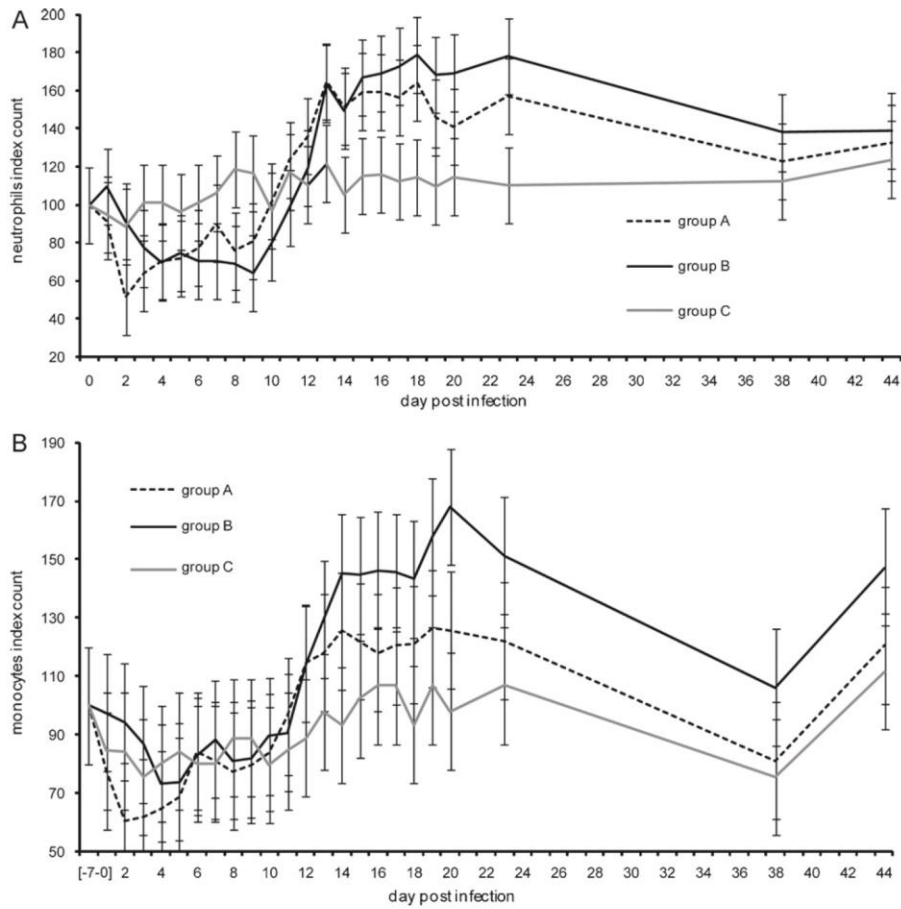 A
200
180
160
140
120
100
80
60
40
20
neutrophils index count
group A
group B
group C
0 2 4 6 8 10 12 14 16 18 20 22 24 26 28 30 32 34 36 38 40 42 44
day post infection
B
190
170
150
130
110
90
70
50
monocytes index count
group A
group B
group C
[-7-0] 2 4 6 8 10 12 14 16 18 20 22 24 26 28 30 32 34 36 38 40 42 44
day post infection